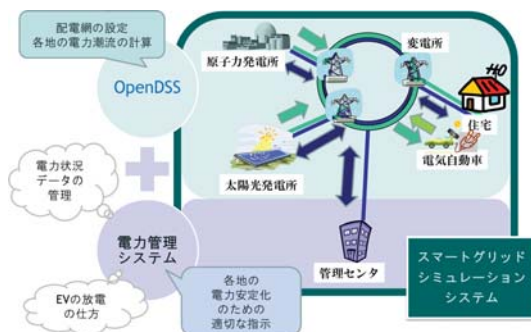 配電網の設定
各地の電力潮流の計算
OpenDSS
電力状況
データの
管理
電力管理
システム
EVの放電
の仕方
各地の
電力安定化
のための
適切な指示
原子力発電所
変電所
住宅
電気自動車
太陽光発電所
管理センタ
スマートグリッド
シミュレーション
システム